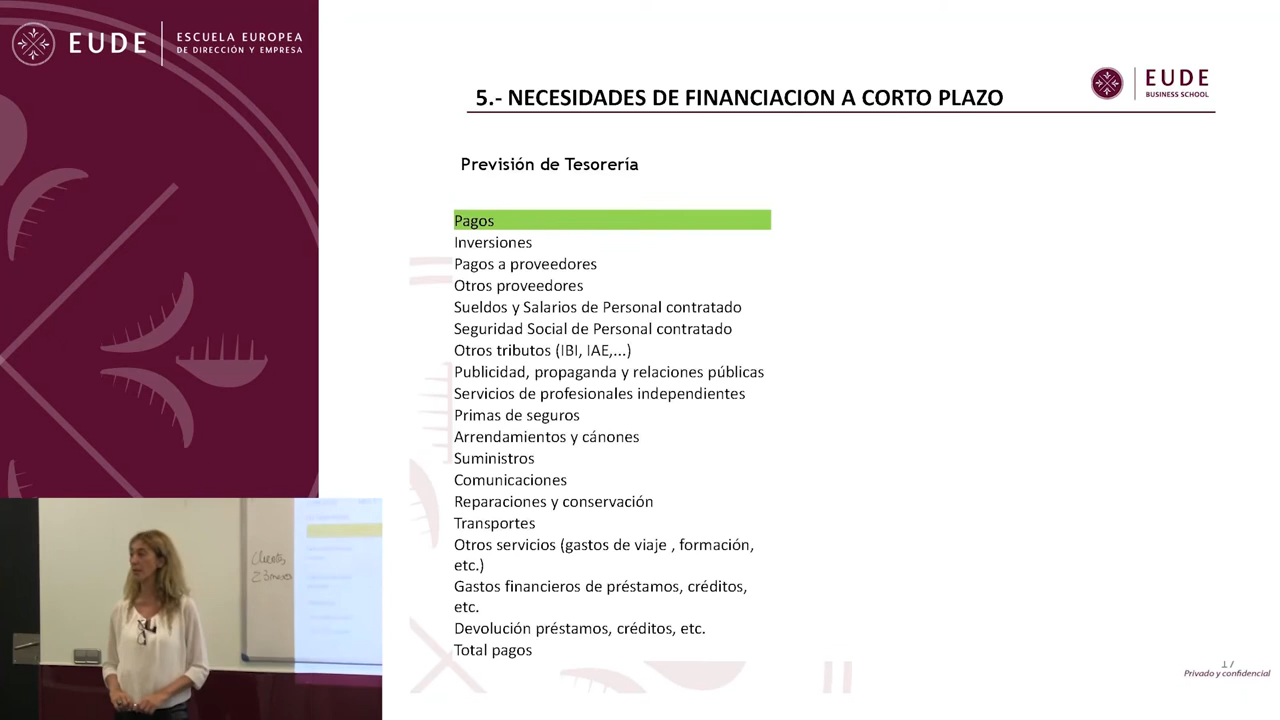 EUDE
ESCUELA EUROPEA
DE DIRECCIÓN Y EMPRESA
EUDE
BUSINESS SCHOOL
5.- NECESIDADES DE FINANCIACION A CORTO PLAZO
Previsión de Tesorería
Pagos
Inversiones
Pagos a proveedores
Otros proveedores
Sueldos y Salarios de Personal contratado
Seguridad Social de Personal contratado
Otros tributos (IBI, IAE,...)
Publicidad, propaganda y relaciones públicas
Servicios de profesionales independientes
Primas de seguros
Arrendamientos y cánones
Suministros
Comunicaciones
Reparaciones y conservación
Transportes
Otros servicios (gastos de viaje , formación,
etc.)
Gastos financieros de préstamos, créditos,
etc.
Devolución préstamos, créditos, etc.
Total pagos
Privado y confidencial